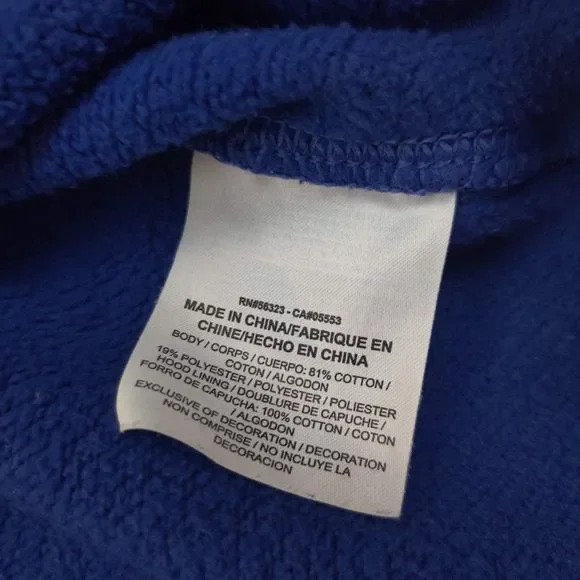 RN#56323 - CA#05553
MADE IN CHINA/FABRIQUE EN
CHINE/HECHO EN CHINA
BODY / CORPS / CUERPO: 81% COTTON /
COTON / ALGODON
19% POLYESTER / POLYESTER / POLIESTER
HOOD LINING / DOUBLURE DE CAPUCHE /
FORRO DE CAPUCHA: 100% COTTON / COTON
/ ALGODON
EXCLUSIVE OF DECORATION / DECORATION
NON COMPRISE / NO INCLUYE LA
DECORACION